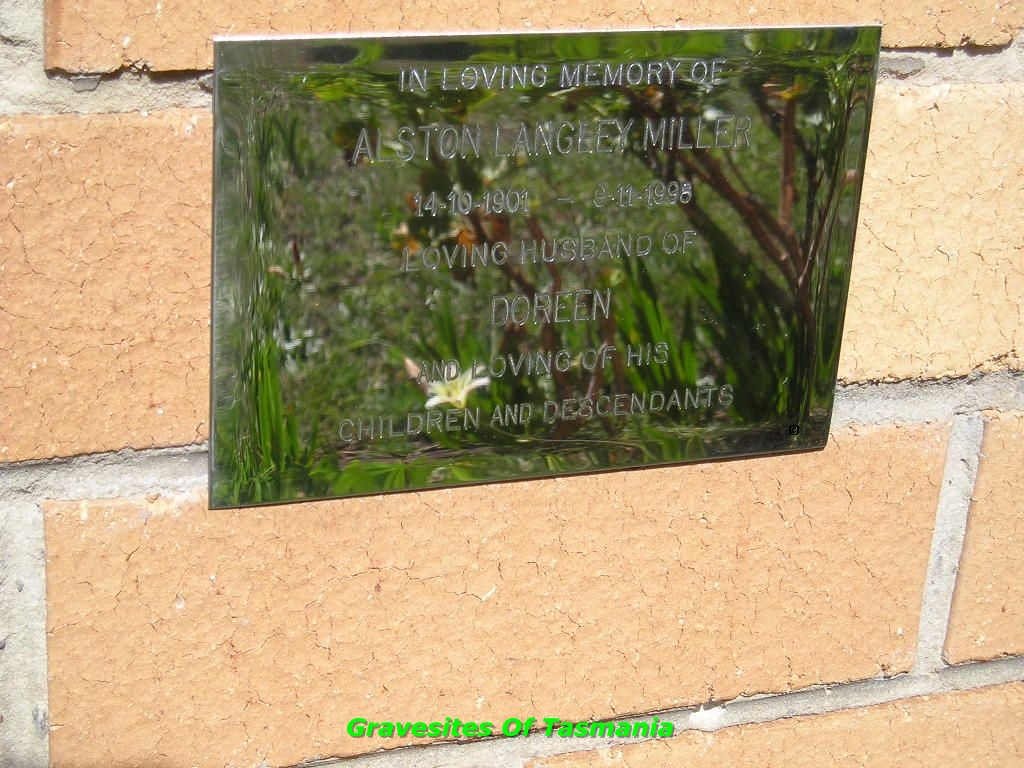 IN LOVING MEMORY OF
ALSTON LANGLEY MILLER
14-10-1901 - 9-11-1998
LOVING HUSBAND OF
DOREEN
AND LOVING OF HIS
CHILDREN AND DESCENDANTS
Gravesites Of Tasmania